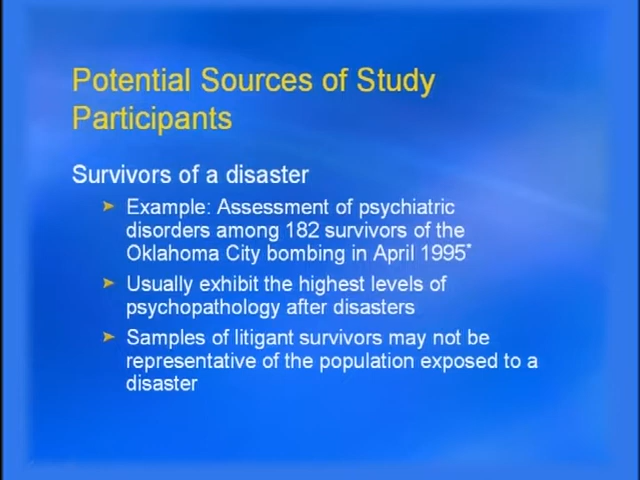 Potential Sources of Study
Participants
Survivors of a disaster
Example: Assessment of psychiatric
disorders among 182 survivors of the
Oklahoma City bombing in April 1995*
Usually exhibit the highest levels of
psychopathology after disasters
Samples of litigant survivors may not be
representative of the population exposed to a
disaster